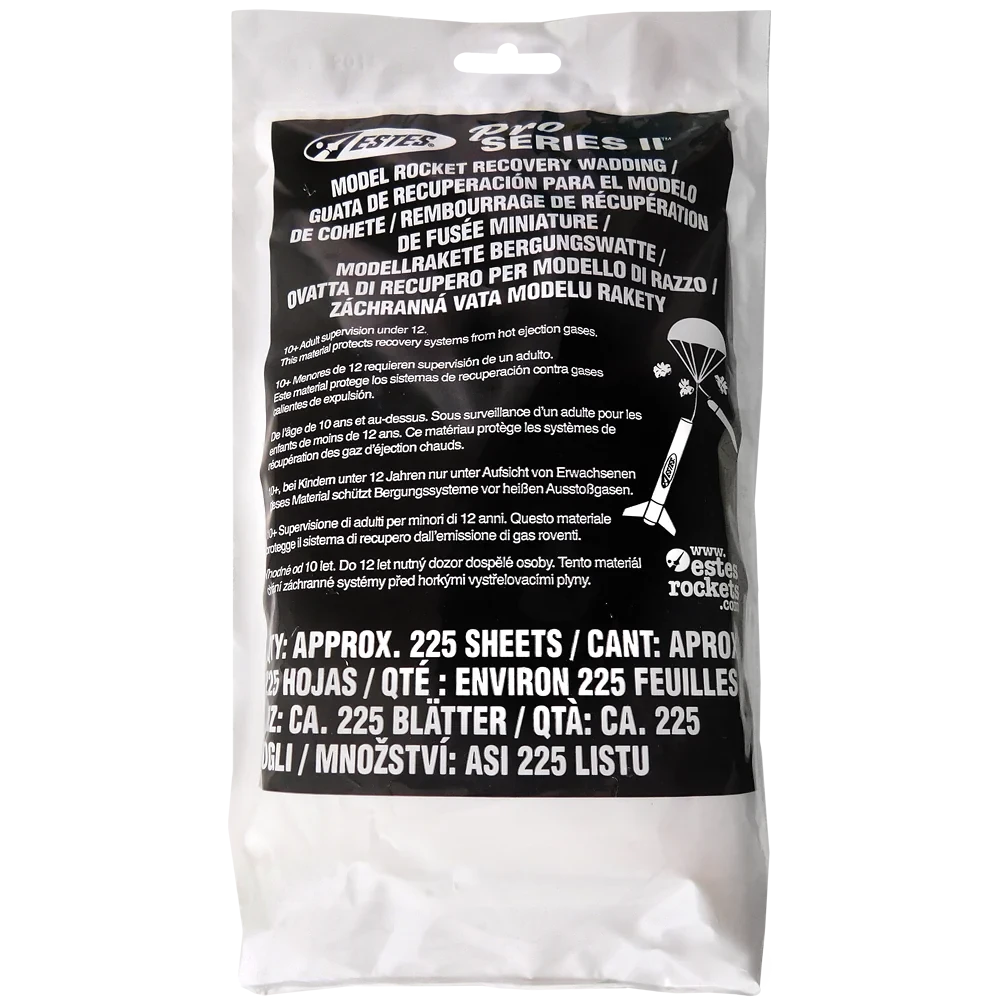 ESTES® Pro SERIES II™
MODEL ROCKET RECOVERY WADDING /
GUATA DE RECUPERACIÓN PARA EL MODELO
DE COHETE / REMBOURRAGE DE RÉCUPÉRATION
DE FUSÉE MINIATURE /
MODELLRAKETE BERGUNGSWATTE /
OVATTA DI RECUPERO PER MODELLO DI RAZZO /
ZÁCHRANNÁ VATA MODELU RAKETY
10+ Adult supervision under 12.
This material protects recovery systems from hot ejection gases.
10+ Menores de 12 requieren supervisión de un adulto.
Este material protege los sistemas de recuperación contra gases
calientes de expulsión.
De l'âge de 10 ans et au-dessus. Sous surveillance d'un adulte pour les
enfants de moins de 12 ans. Ce matériau protège les systèmes de
récupération des gaz d'éjection chauds.
10+, bei Kindern unter 12 Jahren nur unter Aufsicht von Erwachsenen
ieses Material schützt Bergungssysteme vor heißen Ausstoßgasen.
10+ Supervisione di adulti per minori di 12 anni. Questo materiale
rotegge il sistema di recupero dall'emissione di gas roventi.
hodné od 10 let. Do 12 let nutný dozor dospělé osoby. Tento materiál
záchranné systémy před horkými vystřelovacími plyny.
ESTES
www.
estes
rockets
.com
TY: APPROX. 225 SHEETS / CANT: APROX
225 HOJAS / QTÉ : ENVIRON 225 FEUILLES
Z: CA. 225 BLÄTTER / QTÀ: CA. 225
OGLI / MNOŽSTVÍ: ASI 225 LISTU